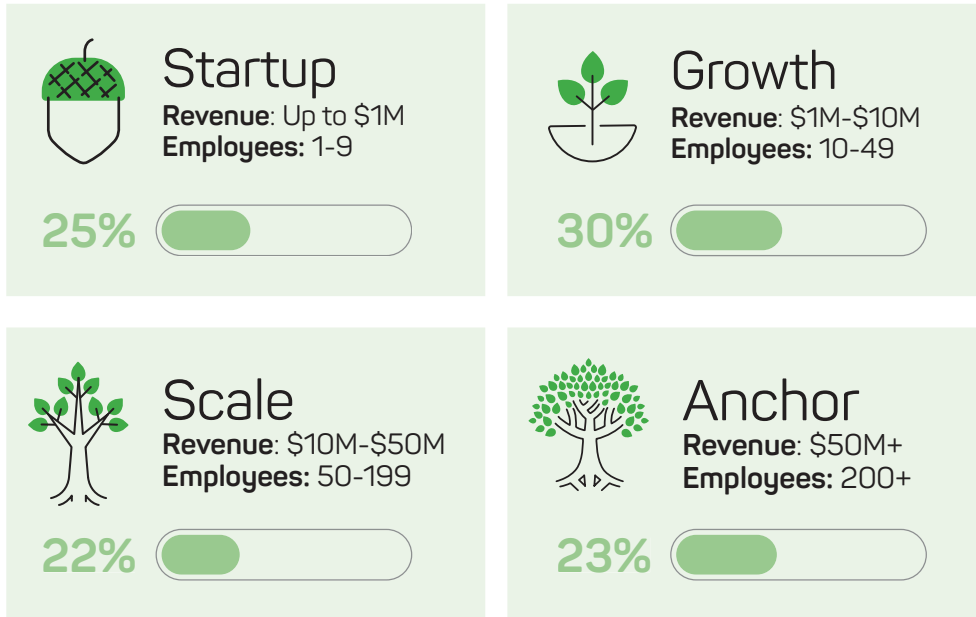 Startup
Revenue: Up to $1M
Employees: 1-9
25%
Growth
Revenue: $1M-$10M
Employees: 10-49
30%
Scale
Revenue: $10M-$50M
Employees: 50-199
22%
Anchor
Revenue: $50M+
Employees: 200+
23%